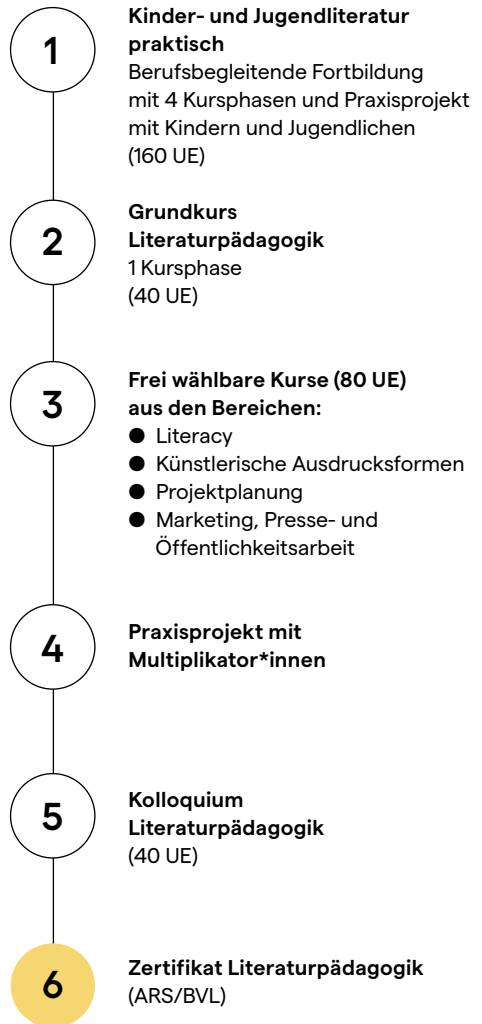 1
Kinder- und Jugendliteratur
praktisch
Berufsbegleitende Fortbildung
mit 4 Kursphasen und Praxisprojekt
mit Kindern und Jugendlichen
(160 UE)
2
Grundkurs
Literaturpädagogik
1 Kursphase
(40 UE)
3
Frei wählbare Kurse (80 UE)
aus den Bereichen:
● Literacy
● Künstlerische Ausdrucksformen
● Projektplanung
● Marketing, Presse- und
Öffentlichkeitsarbeit
4
Praxisprojekt mit
Multiplikator*innen
5
Kolloquium
Literaturpädagogik
(40 UE)
6
Zertifikat Literaturpädagogik
(ARS/BVL)